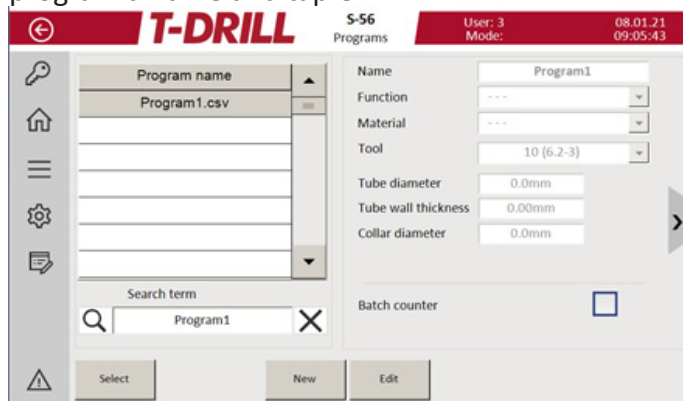 T-DRILL
S-56
Programs
User: 3
Mode:
08.01.21
09:05:43
Program name
Program1.csv
Search term
Program1
Name
Program1
Function
---
Material
---
Tool
10 (6.2-3)
Tube diameter
0.0mm
Tube wall thickness
0.00mm
Collar diameter
0.0mm
Batch counter
Select
New
Edit